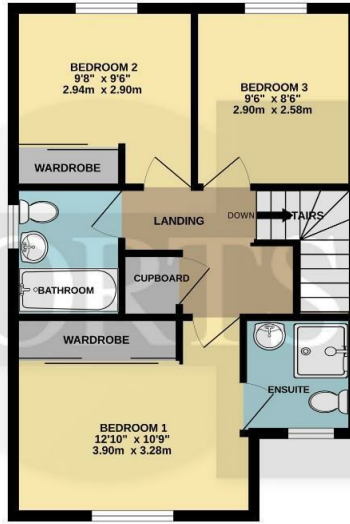 BEDROOM 2
9'8" x 9'6"
2.94m x 2.90m
BEDROOM 3
9'6" x 8'6"
2.90m x 2.58m
WARDROBE
LANDING
DOWN
TAIRS
CUPBOARD
BATHROOM
WARDROBE
ENSUITE
BEDROOM 1
12'10" x 10'9"
3.90m x 3.28m